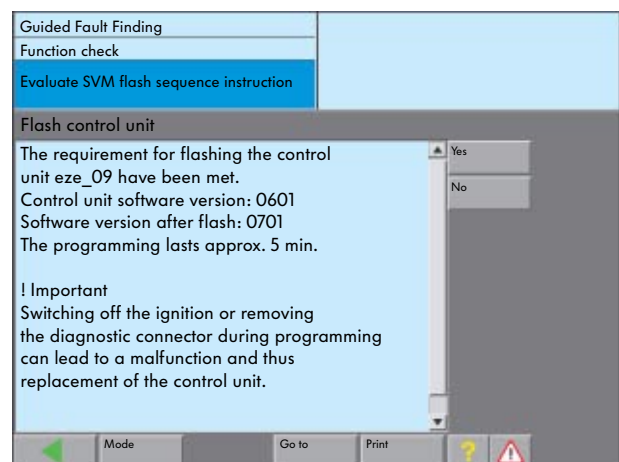 Guided Fault Finding
Function check
Evaluate SVM flash sequence instruction
Flash control unit
The requirement for flashing the control
unit eze_09 have been met.
Control unit software version: 0601
Software version after flash: 0701
The programming lasts approx. 5 min.
! Important
Switching off the ignition or removing
the diagnostic connector during programming
can lead to a malfunction and thus
replacement of the control unit.
Yes
No
Mode
Go to
Print
?
!